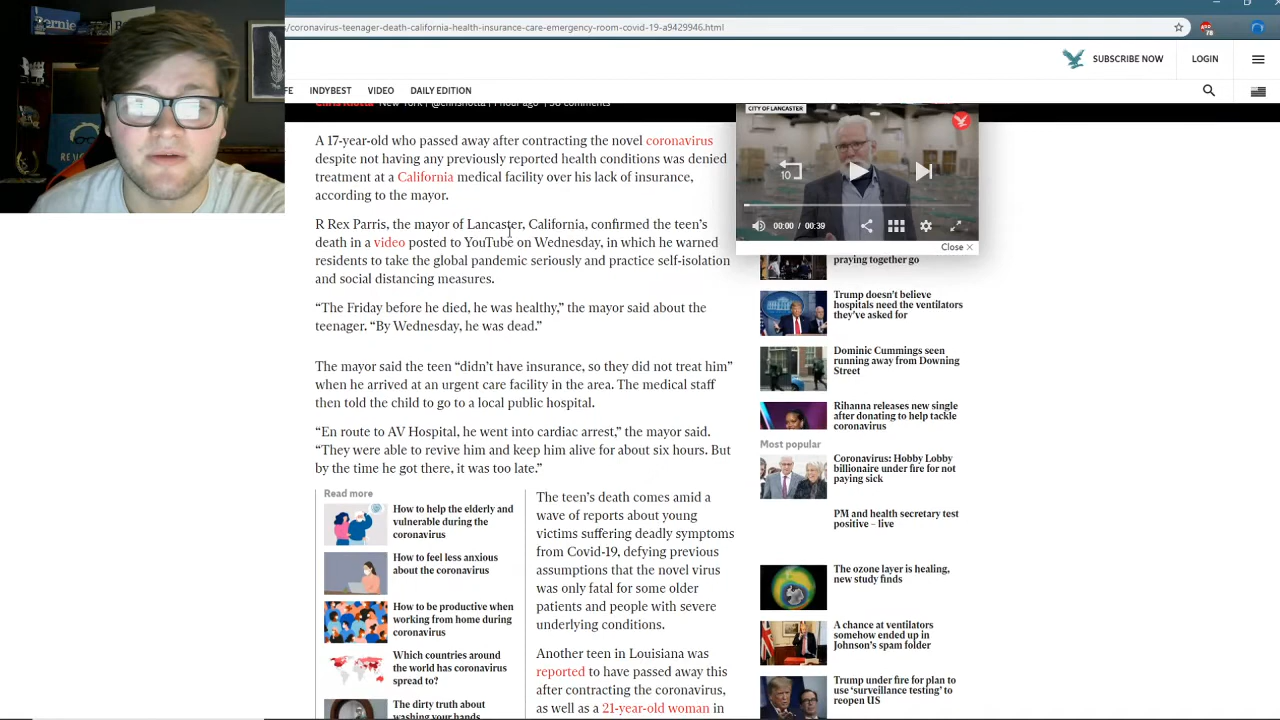 /coronavirus-teenager-death-california-health-insurance-care-emergency-room-covid-19-a9429946.html
SUBSCRIBE NOW
LOGIN
INDYBEST
VIDEO
DAILY EDITION
New York | @chrisriotta | 1 hour ago | 58 comments
A 17-year-old who passed away after contracting the novel coronavirus
despite not having any previously reported health conditions was denied
treatment at a California medical facility over his lack of insurance,
according to the mayor.
R Rex Parris, the mayor of Lancaster, California, confirmed the teen's
death in a video posted to YouTube on Wednesday, in which he warned
residents to take the global pandemic seriously and practice self-isolation
and social distancing measures.
“The Friday before he died, he was healthy,” the mayor said about the
teenager. “By Wednesday, he was dead.”
The mayor said the teen “didn't have insurance, so they did not treat him”
when he arrived at an urgent care facility in the area. The medical staff
then told the child to go to a local public hospital.
“En route to AV Hospital, he went into cardiac arrest,” the mayor said.
“They were able to revive him and keep him alive for about six hours. But
by the time he got there, it was too late.”
Read more
How to help the elderly and
vulnerable during the
coronavirus
How to feel less anxious
about the coronavirus
How to be productive when
working from home during
coronavirus
Which countries around
the world has coronavirus
spread to?
The dirty truth about
washing your hands
The teen's death comes amid a
wave of reports about young
victims suffering deadly symptoms
from Covid-19, defying previous
assumptions that the novel virus
was only fatal for some older
patients and people with severe
underlying conditions.
Another teen in Louisiana was
reported to have passed away this
after contracting the coronavirus,
as well as a 21-year-old woman in
CITY OF LANCASTER
10
00:00 / 00:39
Close ×
praying together go
Trump doesn't believe
hospitals need the ventilators
they've asked for
Dominic Cummings seen
running away from Downing
Street
Rihanna releases new single
after donating to help tackle
coronavirus
Most popular
Coronavirus: Hobby Lobby
billionaire under fire for not
paying sick
PM and health secretary test
positive – live
The ozone layer is healing,
new study finds
A chance at ventilators
somehow ended up in
Johnson's spam folder
Trump under fire for plan to
use ‘surveillance testing’ to
reopen US